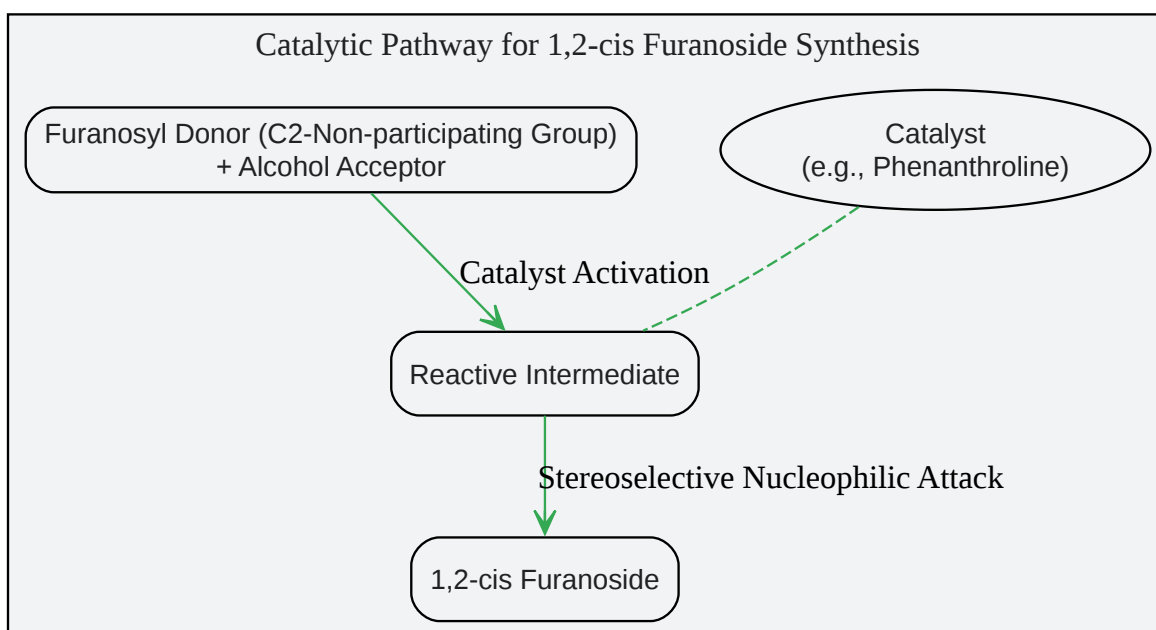 Catalytic Pathway for 1,2-cis Furanoside Synthesis
Furanosyl Donor (C2-Non-participating Group)
+ Alcohol Acceptor
Catalyst
(e.g., Phenanthroline)
Catalyst Activation
Reactive Intermediate
Stereoselective Nucleophilic Attack
1,2-cis Furanoside